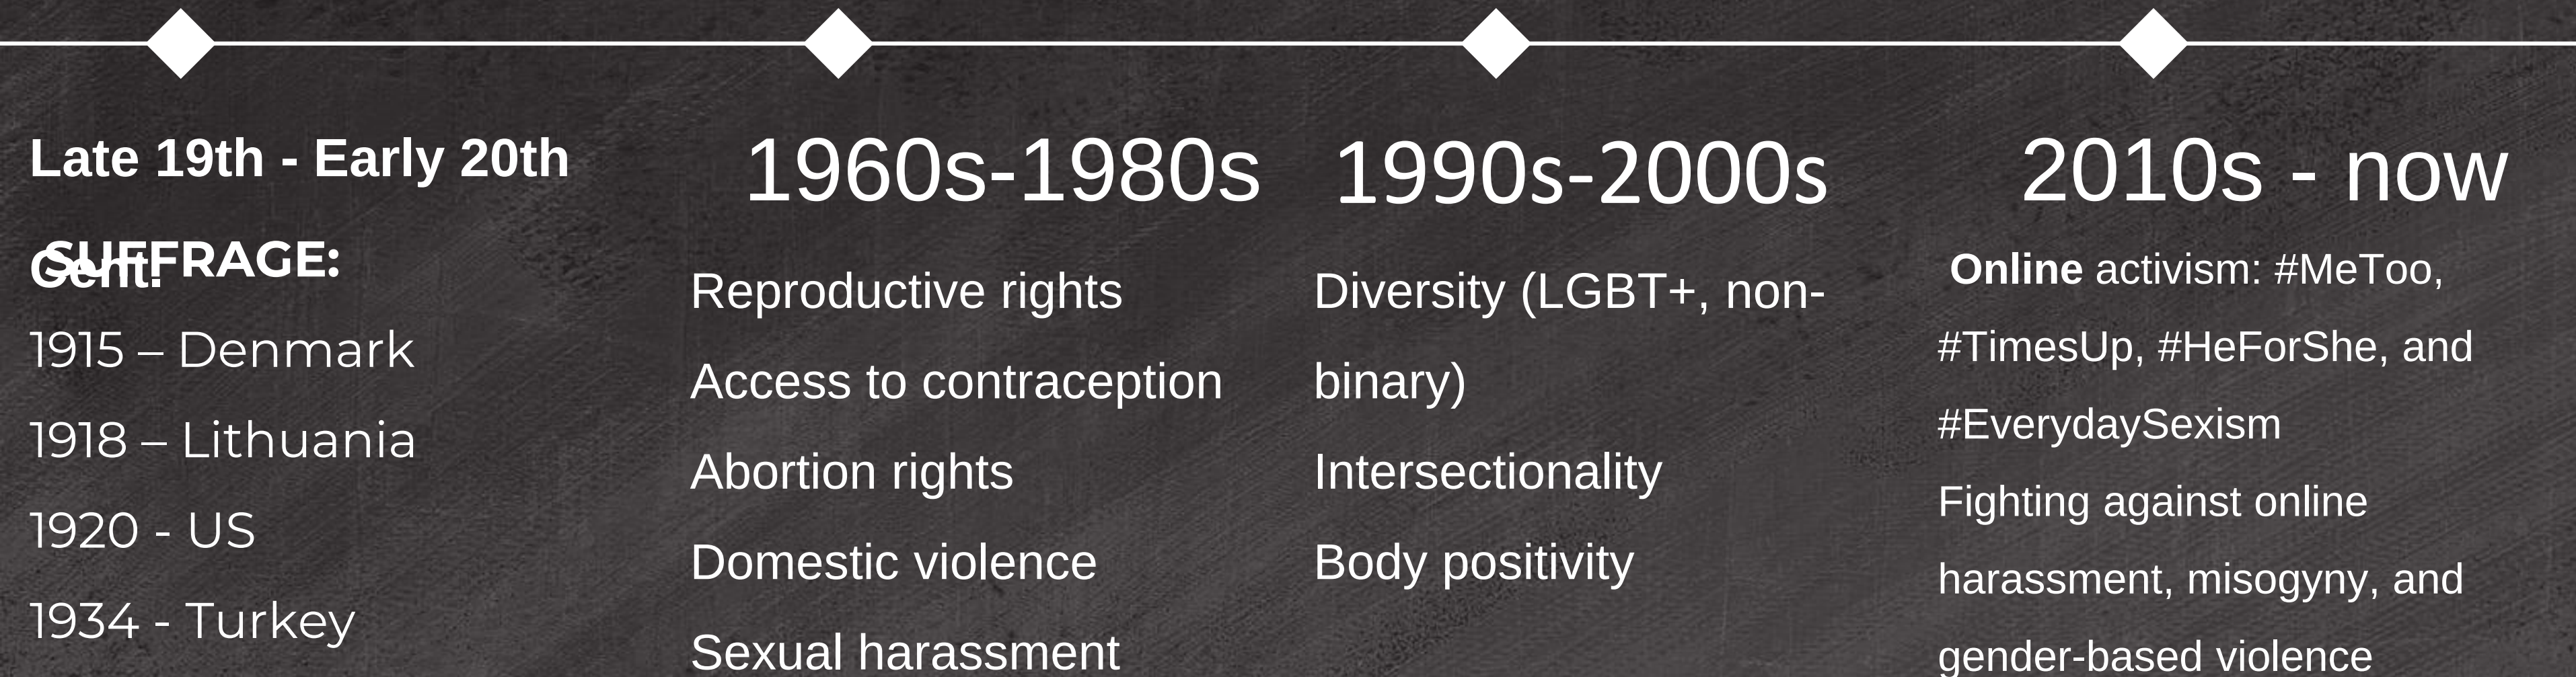 Late 19th - Early 20th
Cent.
SUFFRAGE:
1915 – Denmark
1918 – Lithuania
1920 - US
1934 - Turkey
1960s-1980s
Reproductive rights
Access to contraception
Abortion rights
Domestic violence
Sexual harassment
1990s-2000s
Diversity (LGBT+, non-
binary)
Intersectionality
Body positivity
2010s - now
Online activism: #MeToo,
#TimesUp, #HeForShe, and
#EverydaySexism
Fighting against online
harassment, misogyny, and
gender-based violence